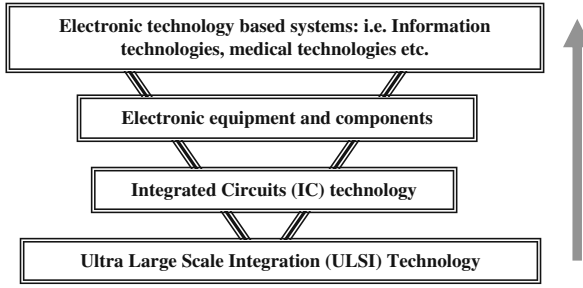 Electronic technology based systems: i.e. Information
technologies, medical technologies etc.
Electronic equipment and components
Integrated Circuits (IC) technology
Ultra Large Scale Integration (ULSI) Technology